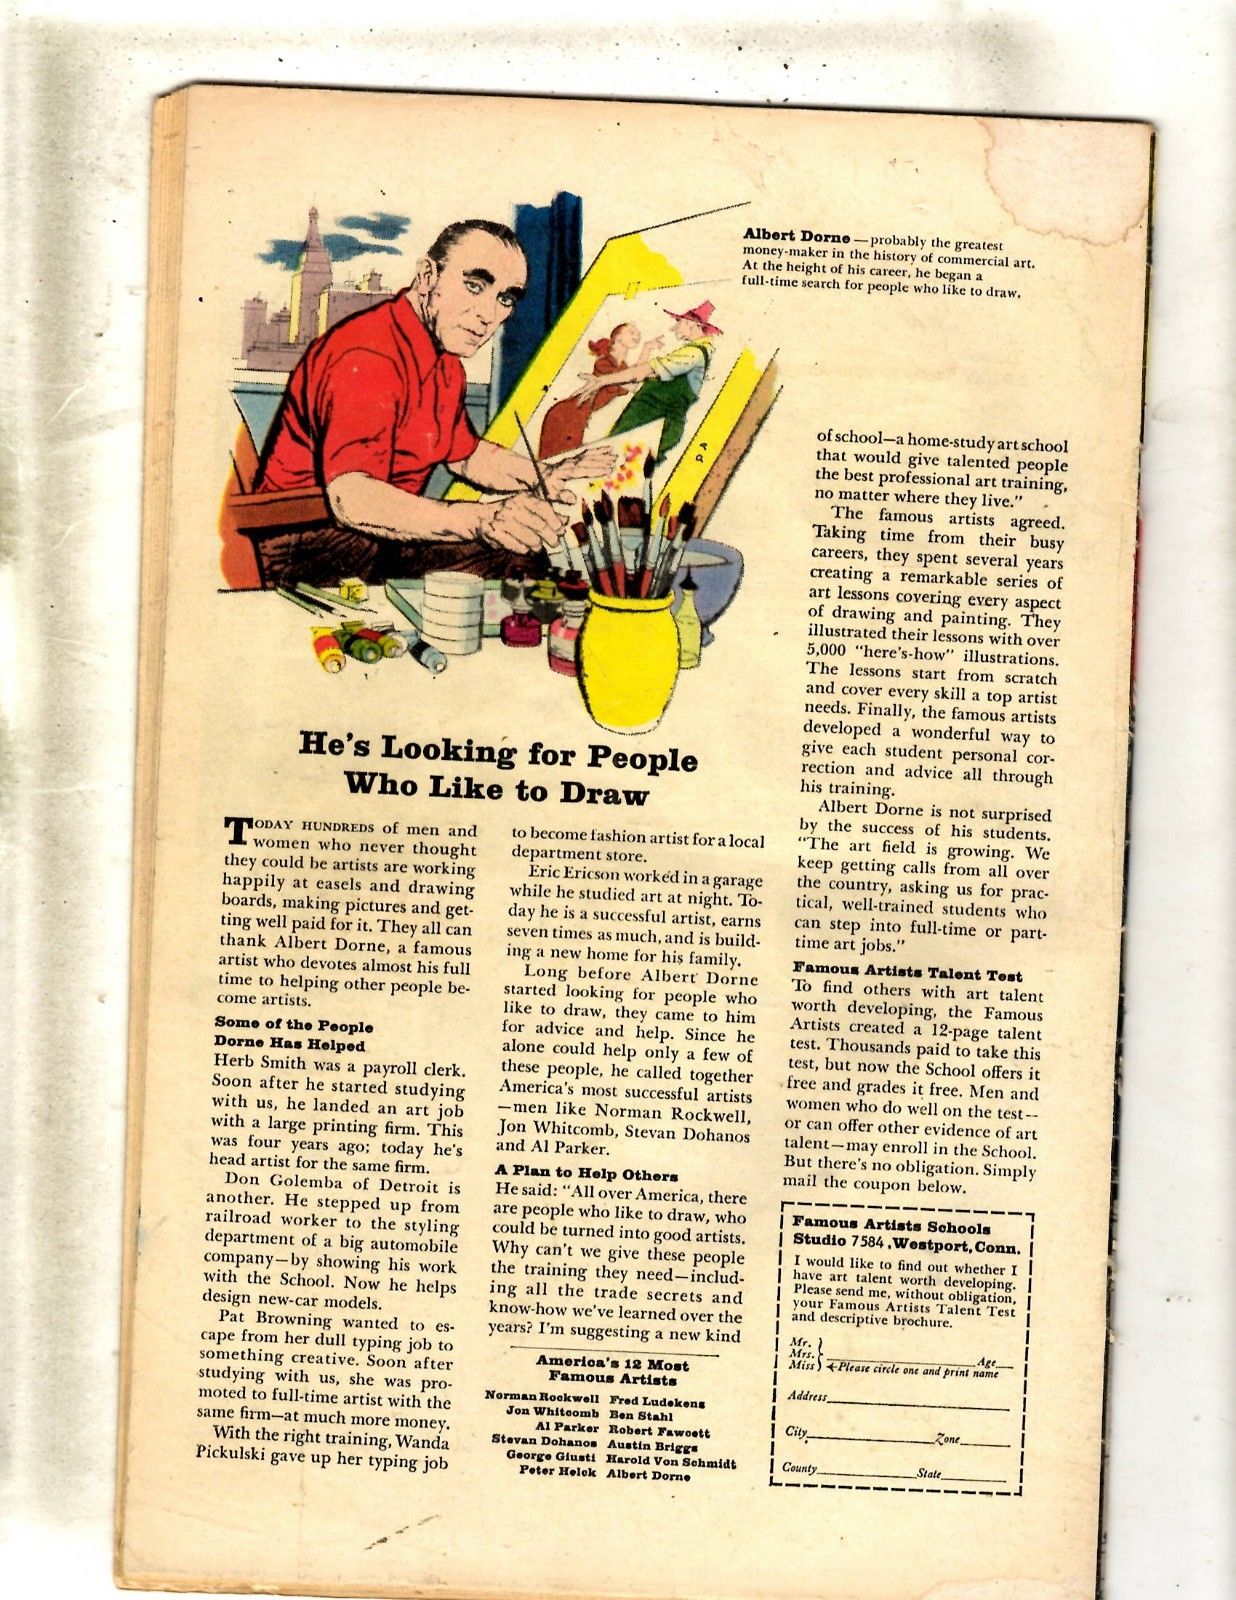 Albert Dorne — probably the greatest
money-maker in the history of commercial art.
At the height of his career, he began a
full-time search for people who like to draw.
He's Looking for People
Who Like to Draw
TODAY HUNDREDS of men and
women who never thought
they could be artists are working
happily at easels and drawing
boards, making pictures and get-
ting well paid for it. They all can
thank Albert Dorne, a famous
artist who devotes almost his full
time to helping other people be-
come artists.
Some of the People
Dorne Has Helped
Herb Smith was a payroll clerk.
Soon after he started studying
with us, he landed an art job
with a large printing firm. This
was four years ago; today he's
head artist for the same firm.
Don Golemba of Detroit is
another. He stepped up from
railroad worker to the styling
department of a big automobile
company—by showing his work
with the School. Now he helps
design new-car models.
Pat Browning wanted to es-
cape from her dull typing job to
something creative. Soon after
studying with us, she was pro-
moted to full-time artist with the
same firm—at much more money.
With the right training, Wanda
Pickulski gave up her typing job
to become fashion artist for a local
department store.
Eric Ericson worked in a garage
while he studied art at night. To-
day he is a successful artist, earns
seven times as much, and is build-
ing a new home for his family.
Long before Albert Dorne
started looking for people who
like to draw, they came to him
for advice and help. Since he
alone could help only a few of
these people, he called together
America's most successful artists
—men like Norman Rockwell,
Jon Whitcomb, Stevan Dohanos
and Al Parker.
A Plan to Help Others
He said: "All over America, there
are people who like to draw, who
could be turned into good artists.
Why can't we give these people
the training they need—includ-
ing all the trade secrets and
know-how we've learned over the
years? I'm suggesting a new kind
America's 12 Most
Famous Artists
Norman Rockwell Fred Ludekens
Jon Whitcomb Ben Stahl
Al Parker Robert Fawcett
Stevan Dohanos Austin Briggs
George Giusti Harold Von Schmidt
Peter Helck Albert Dorne
of school—a home-study art school
that would give talented people
the best professional art training,
no matter where they live."
The famous artists agreed.
Taking time from their busy
careers, they spent several years
creating a remarkable series of
art lessons covering every aspect
of drawing and painting. They
illustrated their lessons with over
5,000 "here's-how" illustrations.
The lessons start from scratch
and cover every skill a top artist
needs. Finally, the famous artists
developed a wonderful way to
give each student personal cor-
rection and advice all through
his training.
Albert Dorne is not surprised
by the success of his students.
"The art field is growing. We
keep getting calls from all over
the country, asking us for prac-
tical, well-trained students who
can step into full-time or part-
time art jobs."
Famous Artists Talent Test
To find others with art talent
worth developing, the Famous
Artists created a 12-page talent
test. Thousands paid to take this
test, but now the School offers it
free and grades it free. Men and
women who do well on the test--
or can offer other evidence of art
talent—may enroll in the School.
But there's no obligation. Simply
mail the coupon below.
Famous Artists Schools
Studio 7584 , Westport, Conn.
I would like to find out whether I
have art talent worth developing.
Please send me, without obligation,
your Famous Artists Talent Test
and descriptive brochure.
Mr.
Mrs. Age
Miss Please circle one and print name
Address
City Zone
County State